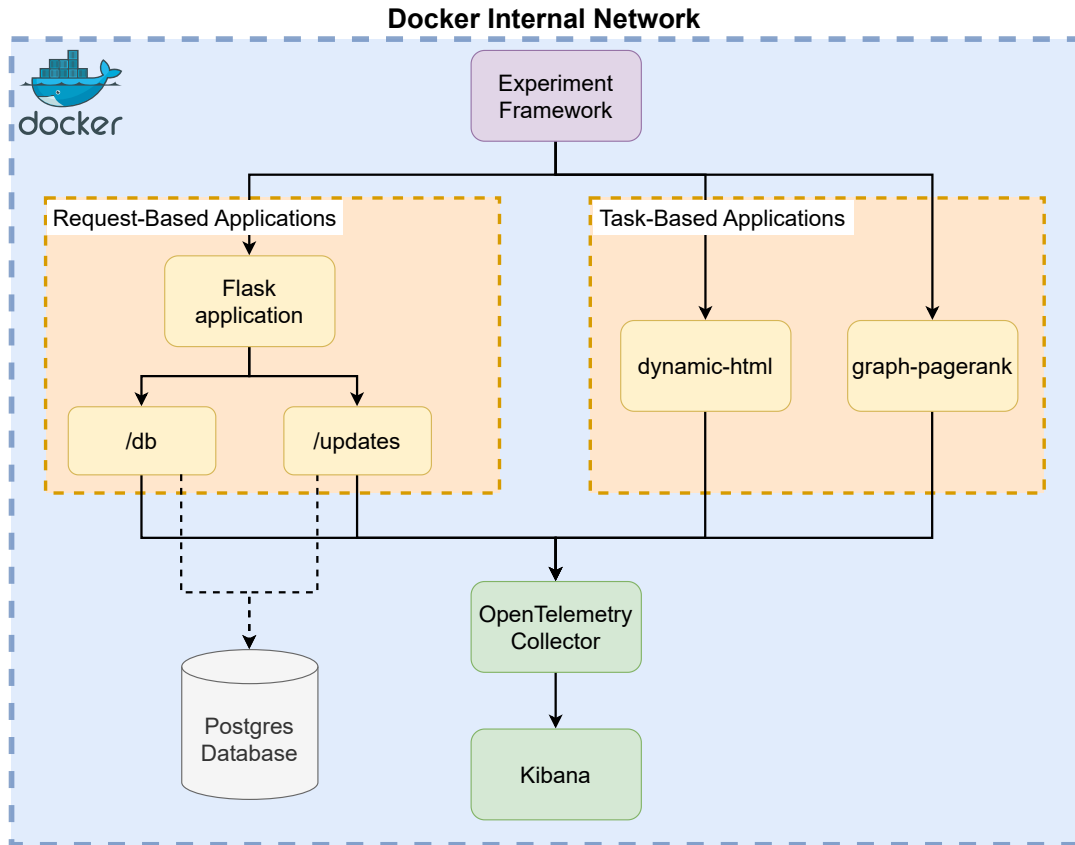 Docker Internal Network
docker
Experiment
Framework
Request-Based Applications
Task-Based Applications
Flask
application
dynamic-html
graph-pagerank
/db
/updates
OpenTelemetry
Collector
Postgres
Database
Kibana